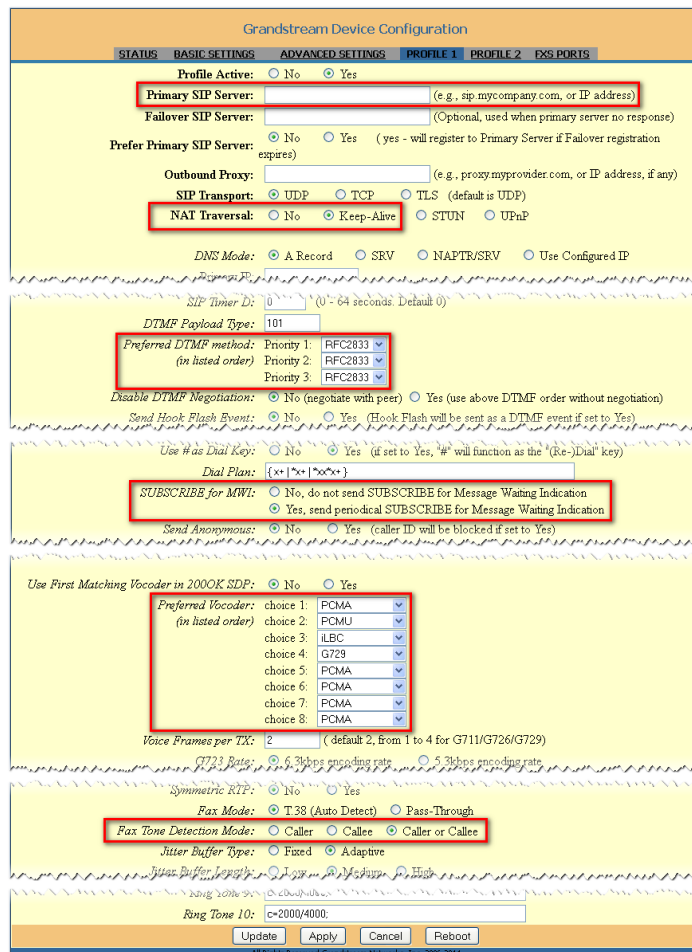 Grandstream Device Configuration
STATUS BASIC SETTINGS ADVANCED SETTINGS PROFILE 1 PROFILE 2 FXS PORTS
Profile Active: No Yes
Primary SIP Server: (e.g., sip.mycompany.com, or IP address)
Failover SIP Server: (Optional, used when primary server no response)
Prefer Primary SIP Server: No Yes (yes - will register to Primary Server if Failover registration
expires)
Outbound Proxy: (e.g., proxy.myprovider.com, or IP address, if any)
SIP Transport: UDP TCP TLS (default is UDP)
NAT Traversal: No Keep-Alive STUN UPnP
DNS Mode: A Record SRV NAPTR/SRV Use Configured IP
Primary IP:
SIP Timer D: 0 (0 - 64 seconds. Default 0)
DTMF Payload Type: 101
Preferred DTMF method: Priority 1: RFC2833
(in listed order) Priority 2: RFC2833
Priority 3: RFC2833
Disable DTMF Negotiation: No (negotiate with peer) Yes (use above DTMF order without negotiation)
Send Hook Flash Event: No Yes (Hook Flash will be sent as a DTMF event if set to Yes)
Use # as Dial Key: No Yes (if set to Yes, "#" will function as the "(Re-)Dial" key)
Dial Plan: { x+ | *x+ | *xx*x+ }
SUBSCRIBE for MWI: No, do not send SUBSCRIBE for Message Waiting Indication
Yes, send periodical SUBSCRIBE for Message Waiting Indication
Send Anonymous: No Yes (caller ID will be blocked if set to Yes)
Use First Matching Vocoder in 200OK SDP: No Yes
Preferred Vocoder: choice 1: PCMA
(in listed order) choice 2: PCMU
choice 3: iLBC
choice 4: G729
choice 5: PCMA
choice 6: PCMA
choice 7: PCMA
choice 8: PCMA
Voice Frames per TX: 2 ( default 2, from 1 to 4 for G711/G726/G729)
G723 Rate: 6.3kbps encoding rate 5.3kbps encoding rate
Symmetric RTP: No Yes
Fax Mode: T.38 (Auto Detect) Pass-Through
Fax Tone Detection Mode: Caller Callee Caller or Callee
Jitter Buffer Type: Fixed Adaptive
Jitter Buffer Length: Low Medium High
Ring Tone 9: c=2000/4000;
Ring Tone 10: c=2000/4000;
Update Apply Cancel Reboot